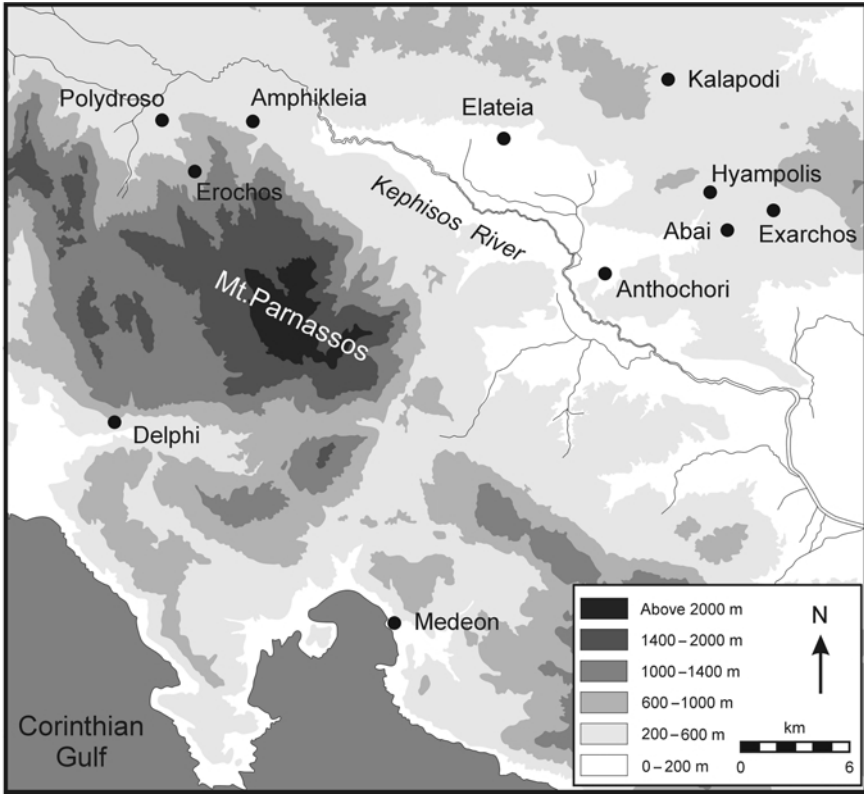 Kalapodi
Polydroso
Amphikleia
Elateia
Erochos
Kephisos River
Hyampolis
Abai
Exarchos
Anthochori
Mt.Parnassos
Delphi
Medeon
Corinthian
Gulf
Above 2000 m
1400–2000 m
1000–1400 m
600–1000 m
200–600 m
0–200 m
N
km
0 6